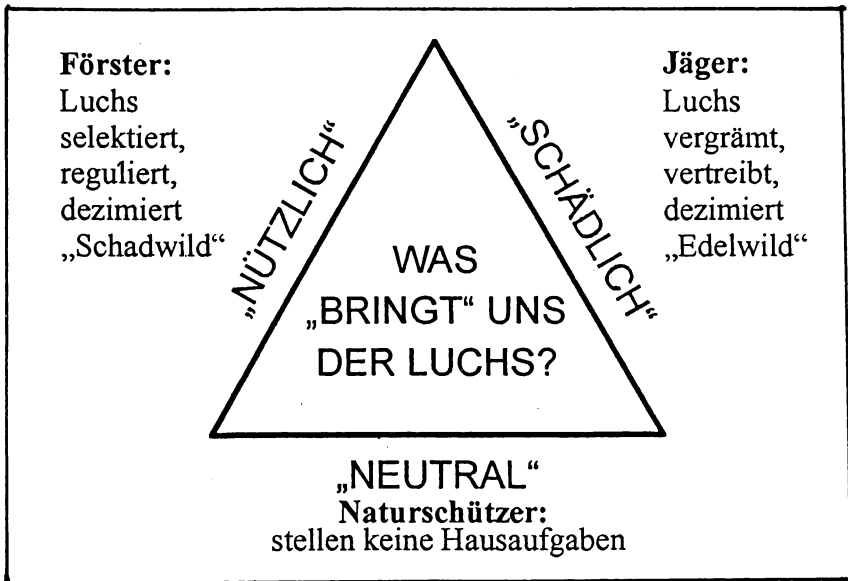 Förster:
Luchs
selektiert,
reguliert,
dezimiert
„Schadwild“
„NÜTZLICH“
WAS
„BRINGT“ UNS
DER LUCHS?
„SCHÄDLICH“
Jäger:
Luchs
vergrämt,
vertreibt,
dezimiert
„Edelwild“
„NEUTRAL“
Naturschützer:
stellen keine Hausaufgaben